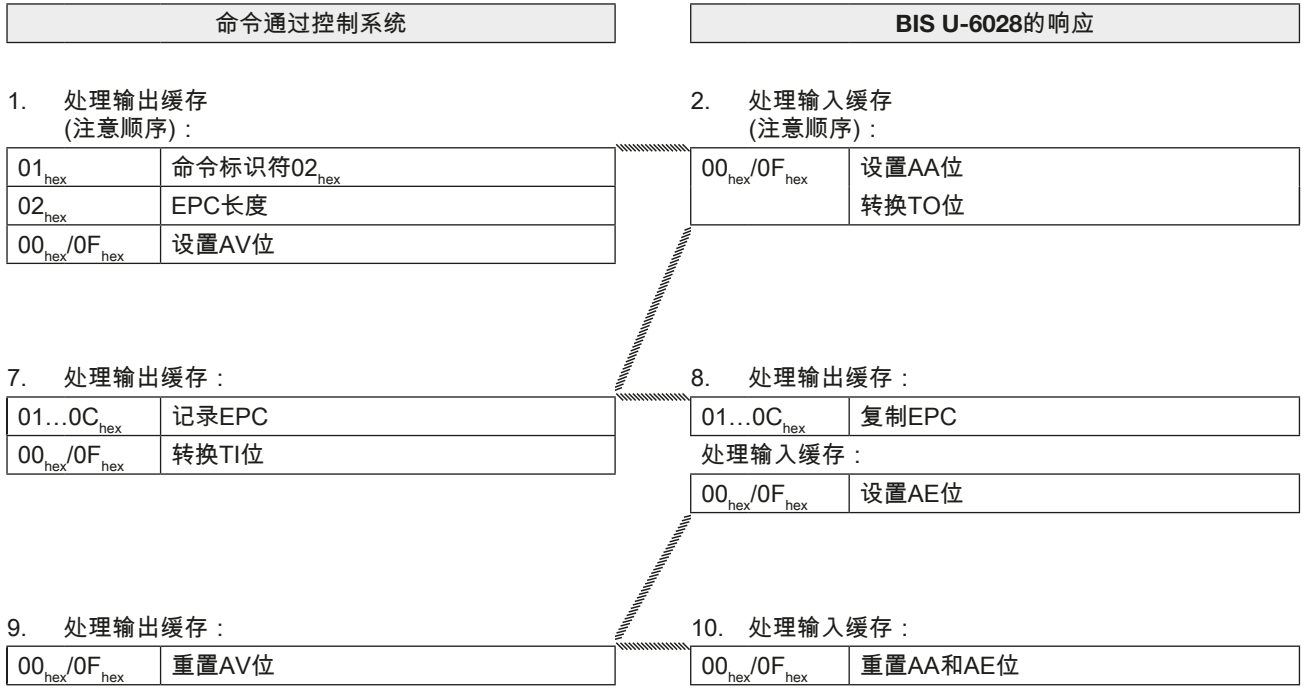 命令通过控制系统
BIS U-6028的响应
1. 处理输出缓存
(注意顺序)：
01hex 命令标识符02hex
02hex EPC长度
00hex/0Fhex 设置AV位
2. 处理输入缓存
(注意顺序)：
00hex/0Fhex 设置AA位
转换TO位
7. 处理输出缓存：
01…0Chex 记录EPC
00hex/0Fhex 转换TI位
8. 处理输出缓存：
01…0Chex 复制EPC
处理输入缓存：
00hex/0Fhex 设置AE位
9. 处理输出缓存：
00hex/0Fhex 重置AV位
10. 处理输入缓存：
00hex/0Fhex 重置AA和AE位